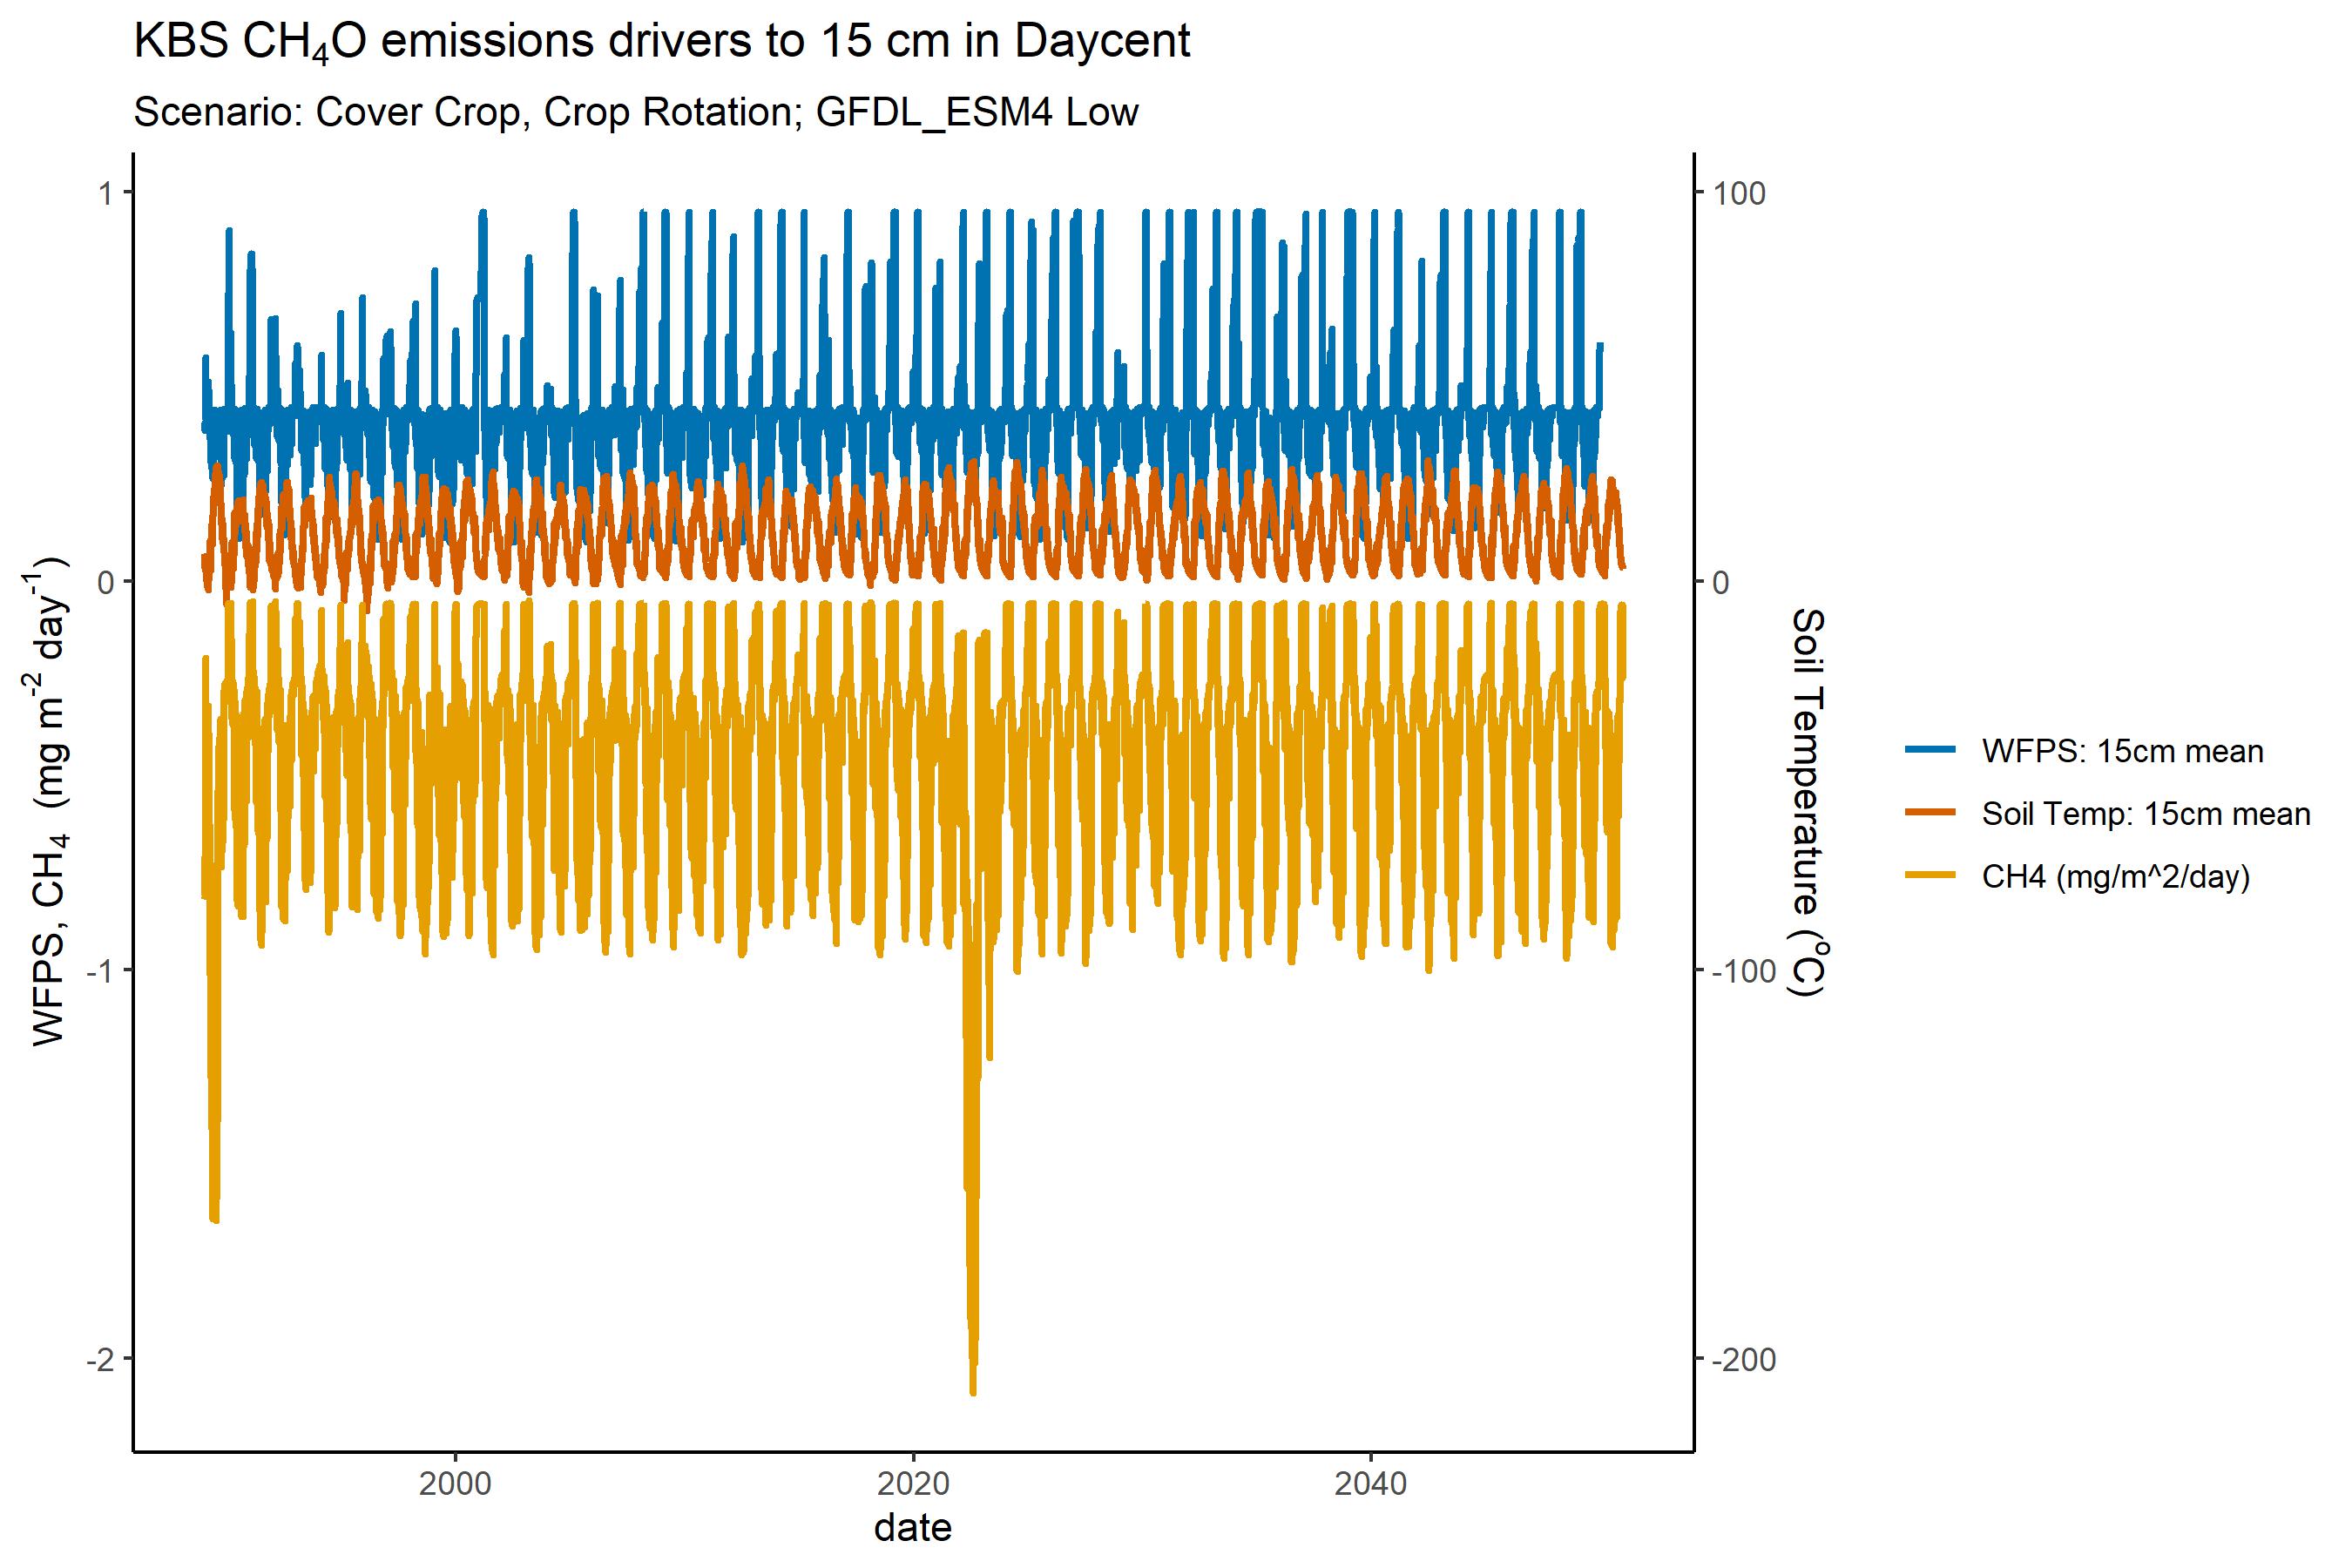 KBS CH₄O emissions drivers to 15 cm in Daycent
Scenario: Cover Crop, Crop Rotation; GFDL_ESM4 Low
WFPS, CH₄ (mg m⁻² day⁻¹)
1
0
-1
-2
100
0
-100
-200
Soil Temperature (⁰C)
2000
2020
2040
date
WFPS: 15cm mean
Soil Temp: 15cm mean
CH4 (mg/m^2/day)